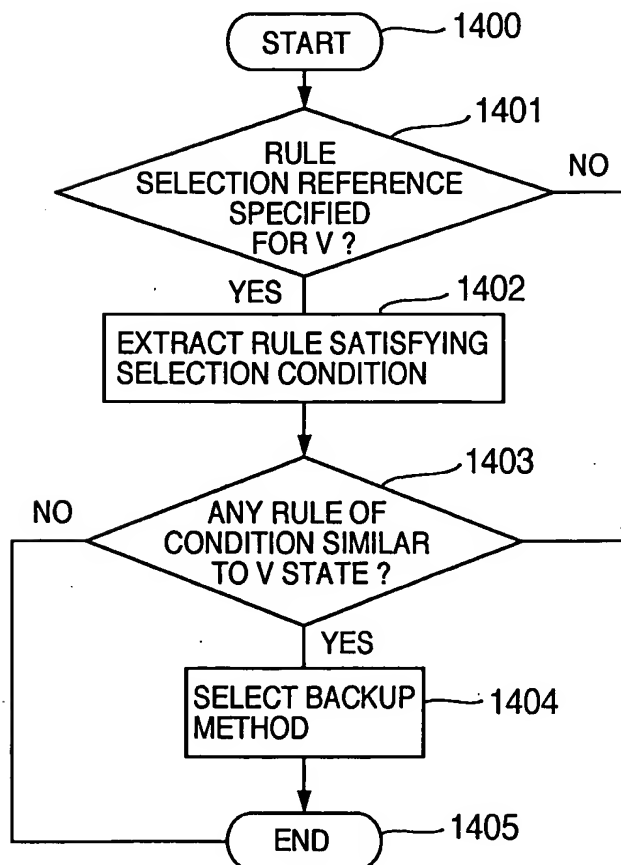 START
1400
1401
RULE
SELECTION REFERENCE
SPECIFIED
FOR V ?
NO
YES
1402
EXTRACT RULE SATISFYING
SELECTION CONDITION
1403
NO
ANY RULE OF
CONDITION SIMILAR
TO V STATE ?
YES
SELECT BACKUP
METHOD
1404
END
1405